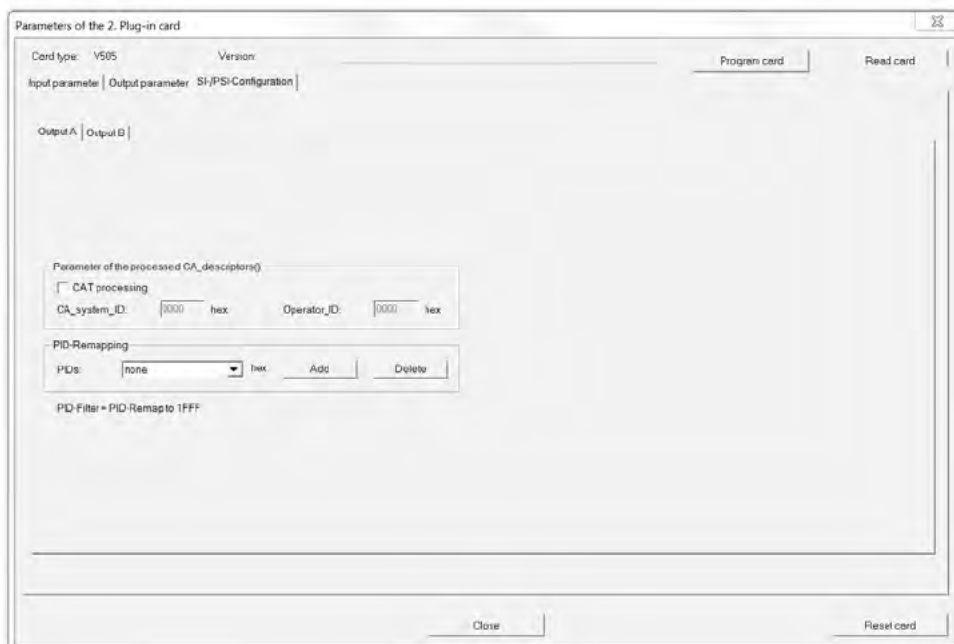 Parameters of the 2. Plug-in card
Card type: V505 Version: Program card Read card
Input parameter Output parameter SI-/PSI-Configuration
Output A Output B
Parameter of the processed CA_descriptors()
CAT processing
CA_system_ID: 0000 hex Operator_ID: 0000 hex
PID-Remapping
PIDs: none hex Add Delete
PID-Filter = PID-Remap to 1FFF
Close Reset card